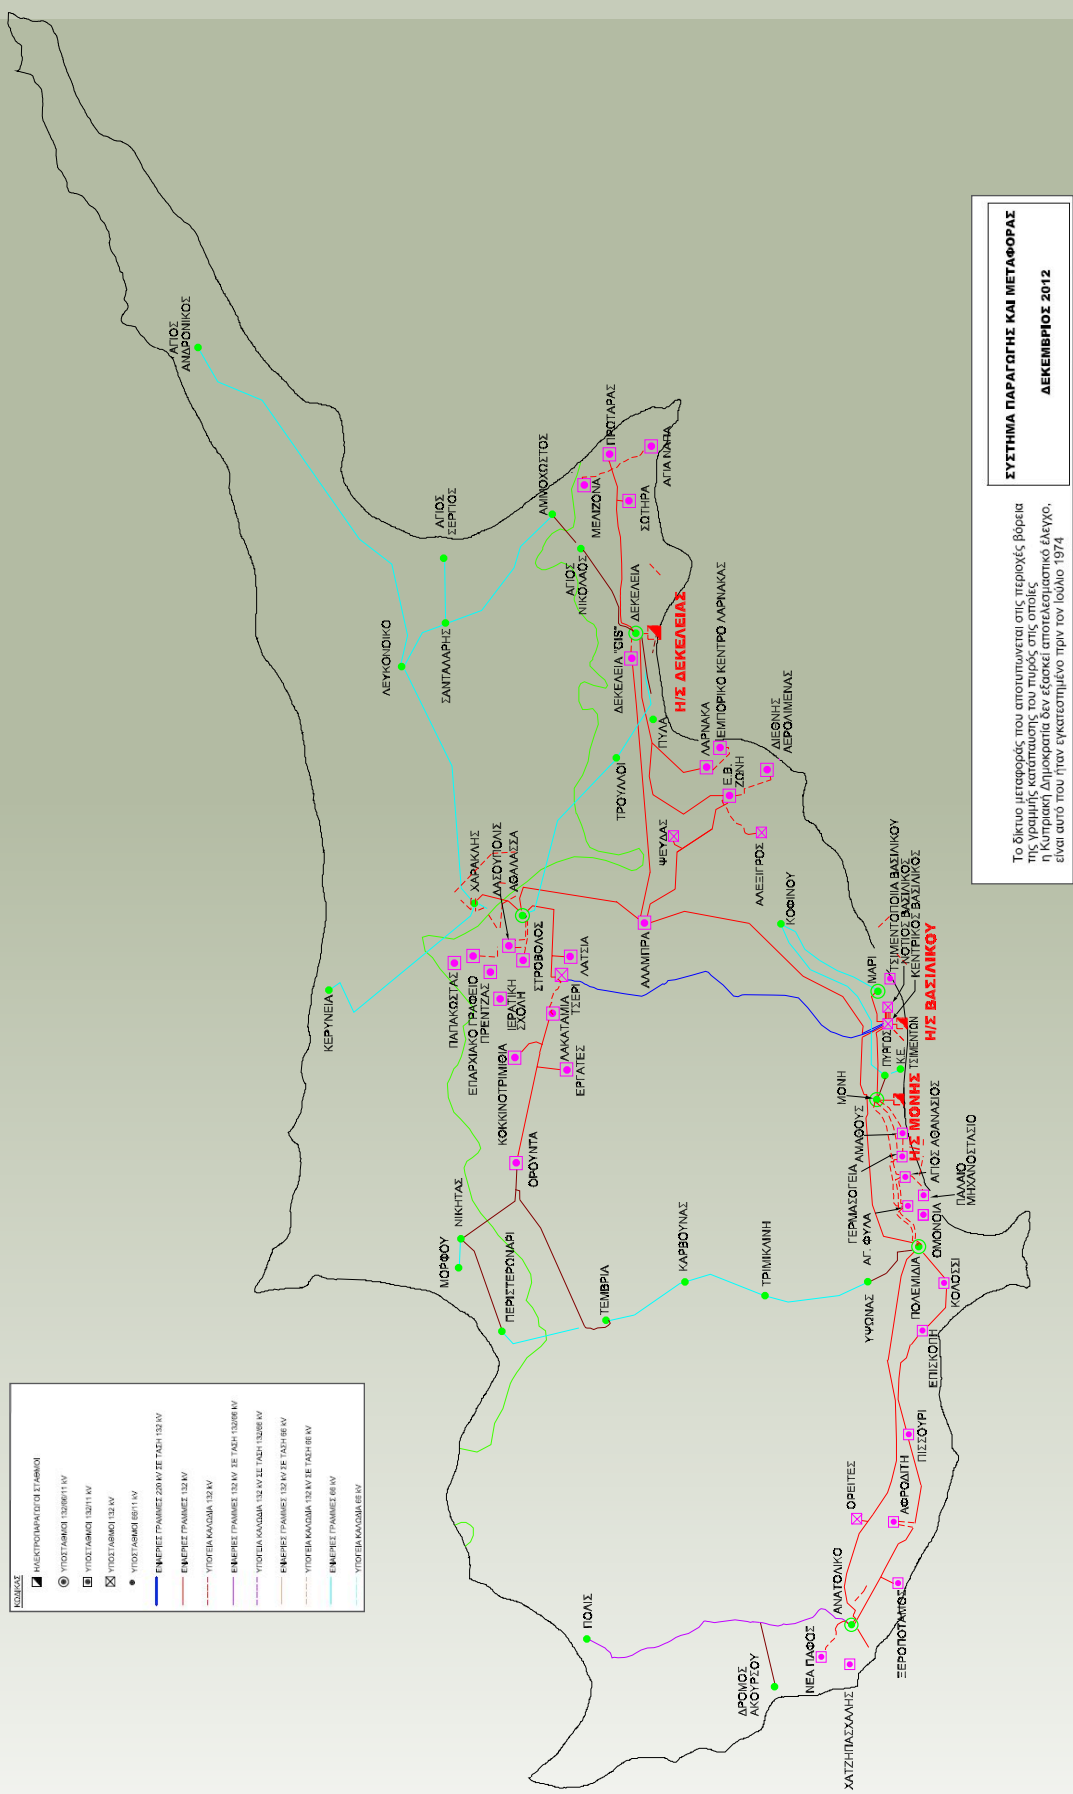 ΣΥΣΤΗΜΑ ΠΑΡΑΓΩΓΗΣ ΚΑΙ ΜΕΤΑΦΟΡΑΣ
ΔΕΚΕΜΒΡΙΟΣ 2012
Το δίκτυο μεταφοράς που αποτυπώνεται στις περιοχές βόρεια
της γραμμής κατάπαυσης του πυρός στις οποίες
η Κυπριακή Δημοκρατία δεν εξασκεί αποτελεσματικό έλεγχο,
είναι αυτό που ήταν εγκατεστημένο πριν τον Ιούλιο 1974
ΚΩΔΙΚΑΣ
ΗΛΕΚΤΡΟΠΑΡΑΓΩΓΟΙ ΣΤΑΘΜΟΙ
ΥΠΟΣΤΑΘΜΟΙ 132/66/11 kV
ΥΠΟΣΤΑΘΜΟΙ 132/11 kV
ΥΠΟΣΤΑΘΜΟΙ 132 kV
ΥΠΟΣΤΑΘΜΟΙ 66/11 kV
ΕΝΑΕΡΙΕΣ ΓΡΑΜΜΕΣ 220 kV ΣΕ ΤΑΣΗ 132 kV
ΕΝΑΕΡΙΕΣ ΓΡΑΜΜΕΣ 132 kV
ΥΠΟΓΕΙΑ ΚΑΛΩΔΙΑ 132 kV
ΕΝΑΕΡΙΕΣ ΓΡΑΜΜΕΣ 132 kV ΣΕ ΤΑΣΗ 132/66 kV
ΥΠΟΓΕΙΑ ΚΑΛΩΔΙΑ 132 kV ΣΕ ΤΑΣΗ 132/66 kV
ΕΝΑΕΡΙΕΣ ΓΡΑΜΜΕΣ 132 kV ΣΕ ΤΑΣΗ 66 kV
ΥΠΟΓΕΙΑ ΚΑΛΩΔΙΑ 132 kV ΣΕ ΤΑΣΗ 66 kV
ΕΝΑΕΡΙΕΣ ΓΡΑΜΜΕΣ 66 kV
ΥΠΟΓΕΙΑ ΚΑΛΩΔΙΑ 66 kV
ΑΓΙΟΣ
ΑΝΔΡΟΝΙΚΟΣ
ΛΕΥΚΟΝΟΙΚΟ
ΑΓΙΟΣ
ΣΕΡΓΙΟΣ
ΣΑΝΤΑΛΑΡΗΣ
ΑΜΜΟΧΩΣΤΟΣ
ΑΓΙΟΣ
ΝΙΚΟΛΑΟΣ
ΜΕΛΙΖΩΝΑ
ΠΡΩΤΑΡΑΣ
ΣΩΤΗΡΑ
ΑΓΙΑ ΝΑΠΑ
ΔΕΚΕΛΕΙΑ
ΔΕΚΕΛΕΙΑ "GIS"
Η/Σ ΔΕΚΕΛΕΙΑΣ
ΠΥΛΑ
ΤΡΟΥΛΛΟΙ
ΛΑΡΝΑΚΑ
ΕΜΠΟΡΙΚΟ ΚΕΝΤΡΟ ΛΑΡΝΑΚΑΣ
Ε.Β.
ΖΩΝΗ
ΔΙΕΘΝΗΣ
ΑΕΡΟΛΙΜΕΝΑΣ
ΨΕΥΔΑΣ
ΑΛΕΞΙΓΡΟΣ
ΚΟΦΙΝΟΥ
ΑΛΑΜΠΡΑ
ΚΕΡΥΝΕΙΑ
ΧΑΡΑΚΛΗΣ
ΔΑΣΟΥΠΟΛΙΣ
ΑΘΑΛΑΣΣΑ
ΣΤΡΟΒΟΛΟΣ
ΛΑΤΣΙΑ
ΤΣΕΡΙ
ΠΑΠΑΚΩΣΤΑΣ
ΕΠΑΡΧΙΑΚΟ ΓΡΑΦΕΙΟ
ΠΡΕΝΤΖΑΣ
ΙΕΡΑΤΙΚΗ
ΣΧΟΛΗ
ΛΑΚΑΤΑΜΙΑ
ΕΡΓΑΤΕΣ
ΚΟΚΚΙΝΟΤΡΙΜΙΘΙΑ
ΟΡΟΥΝΤΑ
ΝΙΚΗΤΑΣ
ΜΟΡΦΟΥ
ΠΕΡΙΣΤΕΡΩΝΑΡΙ
ΤΕΜΒΡΙΑ
ΚΑΡΒΟΥΝΑΣ
ΤΡΙΜΙΚΛΙΝΗ
ΥΨΩΝΑΣ
ΜΑΡΙ
ΤΣΙΜΕΝΤΟΠΟΙΙΑ ΒΑΣΙΛΙΚΟΥ
ΝΟΤΙΟΣ ΒΑΣΙΛΙΚΟΣ
ΚΕΝΤΡΙΚΟΣ ΒΑΣΙΛΙΚΟΣ
Η/Σ ΒΑΣΙΛΙΚΟΥ
ΠΥΡΓΟΣ
Κ.Ε.
ΤΣΙΜΕΝΤΩΝ
ΜΟΝΗ
Η/Σ ΜΟΝΗΣ
ΑΜΑΘΟΥΣ
ΓΕΡΜΑΣΟΓΕΙΑ
ΑΓΙΟΣ ΑΘΑΝΑΣΙΟΣ
ΠΑΛΑΙΟ
ΜΗΧΑΝΟΣΤΑΣΙΟ
ΑΓ. ΦΥΛΑ
ΟΜΟΝΟΙΑ
ΠΟΛΕΜΙΔΙΑ
ΚΟΛΟΣΣΙ
ΕΠΙΣΚΟΠΗ
ΠΙΣΣΟΥΡΙ
ΑΦΡΟΔΙΤΗ
ΟΡΕΙΤΕΣ
ΑΝΑΤΟΛΙΚΟ
ΞΕΡΟΠΟΤΑΜΟΣ
ΝΕΑ ΠΑΦΟΣ
ΧΑΤΖΗΠΑΣΧΑΛΗΣ
ΔΡΟΜΟΣ
ΑΚΟΥΡΣΟΥ
ΠΟΛΙΣ